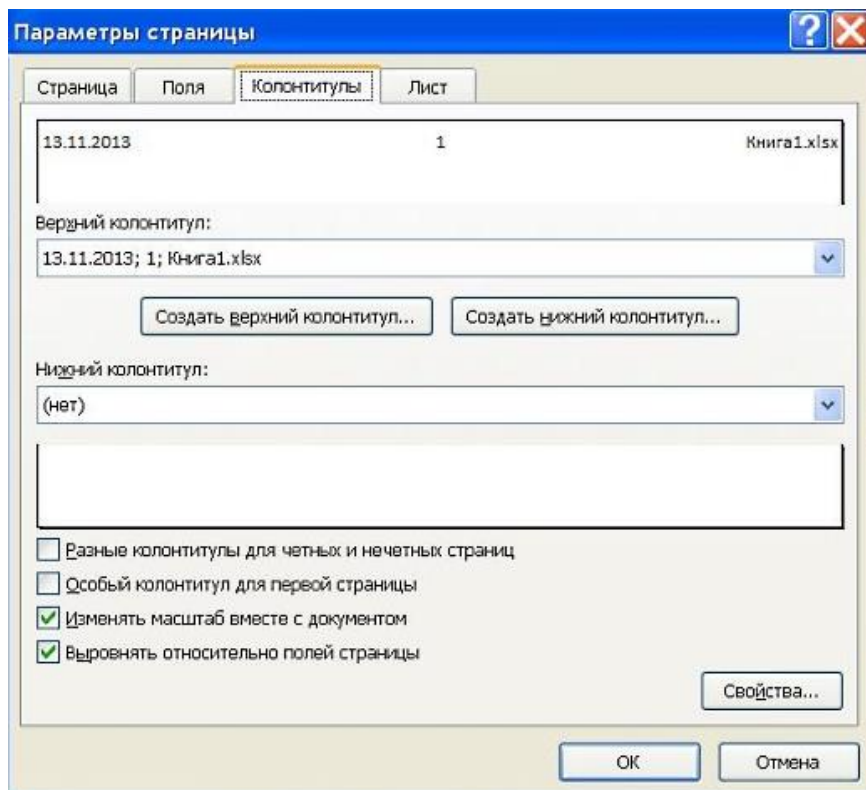 Параметры страницы
Страница Поля Колонтитулы Лист
13.11.2013 1 Книга1.xlsx
Верхний колонтитул:
13.11.2013; 1; Книга1.xlsx
Создать верхний колонтитул... Создать нижний колонтитул...
Нижний колонтитул:
(нет)
Разные колонтитулы для четных и нечетных страниц
Особый колонтитул для первой страницы
Изменять масштаб вместе с документом
Выровнять относительно полей страницы
Свойства...
ОК Отмена